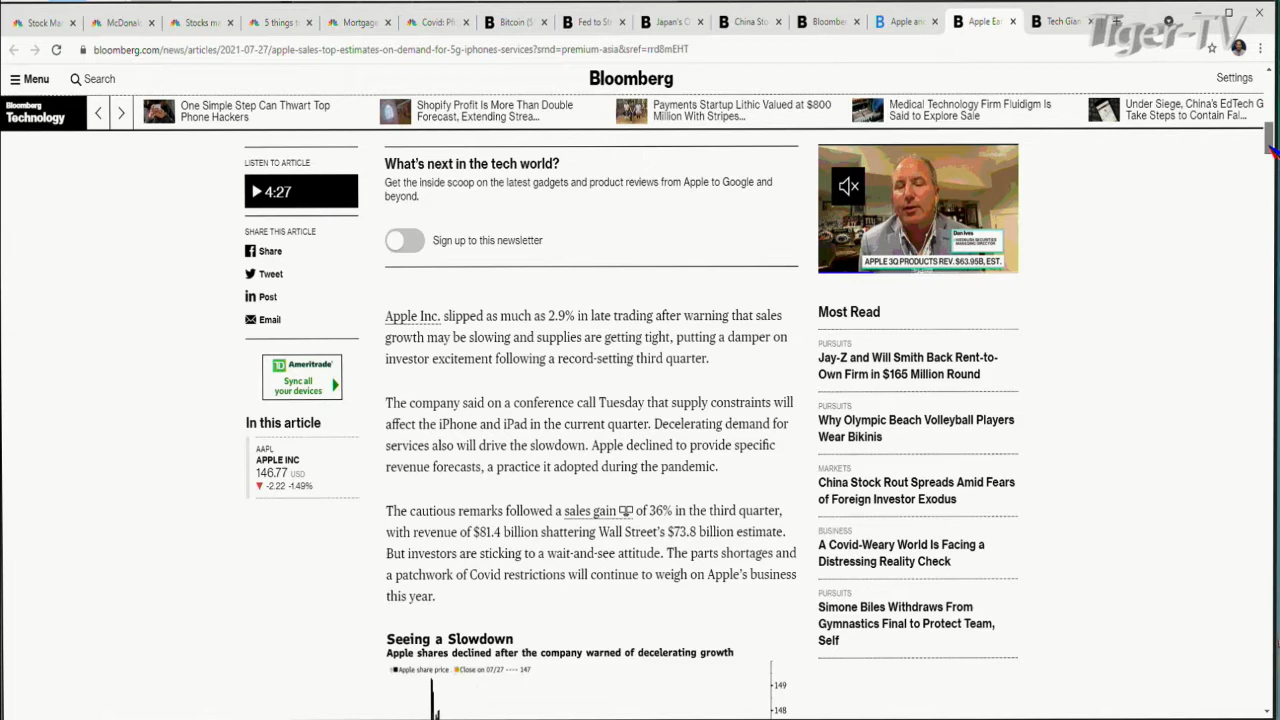 Stock Ma
McDonal
Stocks ma
5 things to
Mortgage
Covid: Pf
Bitcoin (S
Fed to St
Japan's C
China Sto
Bloombe
Apple an
Apple Ea
Tech Gian
Tiger-TV
bloomberg.com/news/articles/2021-07-27/apple-sales-top-estimates-on-demand-for-5g-iphones-services?srnd=premium-asia&sref=rrd8mEHT
Menu
Search
Bloomberg
Settings
Bloomberg
Technology
One Simple Step Can Thwart Top
Phone Hackers
Shopify Profit Is More Than Double
Forecast, Extending Strea...
Payments Startup Lithic Valued at $800
Million With Stripes...
Medical Technology Firm Fluidigm Is
Said to Explore Sale
Under Siege, China's EdTech G
Take Steps to Contain Fal...
LISTEN TO ARTICLE
4:27
SHARE THIS ARTICLE
Share
Tweet
Post
Email
Ameritrade
Sync all
your devices
In this article
AAPL
APPLE INC
146.77 USD
-2.22 -1.49%
What's next in the tech world?
Get the inside scoop on the latest gadgets and product reviews from Apple to Google and
beyond.
Sign up to this newsletter
Apple Inc. slipped as much as 2.9% in late trading after warning that sales
growth may be slowing and supplies are getting tight, putting a damper on
investor excitement following a record-setting third quarter.
The company said on a conference call Tuesday that supply constraints will
affect the iPhone and iPad in the current quarter. Decelerating demand for
services also will drive the slowdown. Apple declined to provide specific
revenue forecasts, a practice it adopted during the pandemic.
The cautious remarks followed a sales gain of 36% in the third quarter,
with revenue of $81.4 billion shattering Wall Street's $73.8 billion estimate.
But investors are sticking to a wait-and-see attitude. The parts shortages and
a patchwork of Covid restrictions will continue to weigh on Apple's business
this year.
Seeing a Slowdown
Apple shares declined after the company warned of decelerating growth
Apple share price Close on 07/27 147
149
148
Dan Ives
WEDBUSH SECURITIES
MANAGING DIRECTOR
APPLE 3Q PRODUCTS REV. $63.95B, EST.
Most Read
PURSUITS
Jay-Z and Will Smith Back Rent-to-
Own Firm in $165 Million Round
PURSUITS
Why Olympic Beach Volleyball Players
Wear Bikinis
MARKETS
China Stock Rout Spreads Amid Fears
of Foreign Investor Exodus
BUSINESS
A Covid-Weary World Is Facing a
Distressing Reality Check
PURSUITS
Simone Biles Withdraws From
Gymnastics Final to Protect Team,
Self